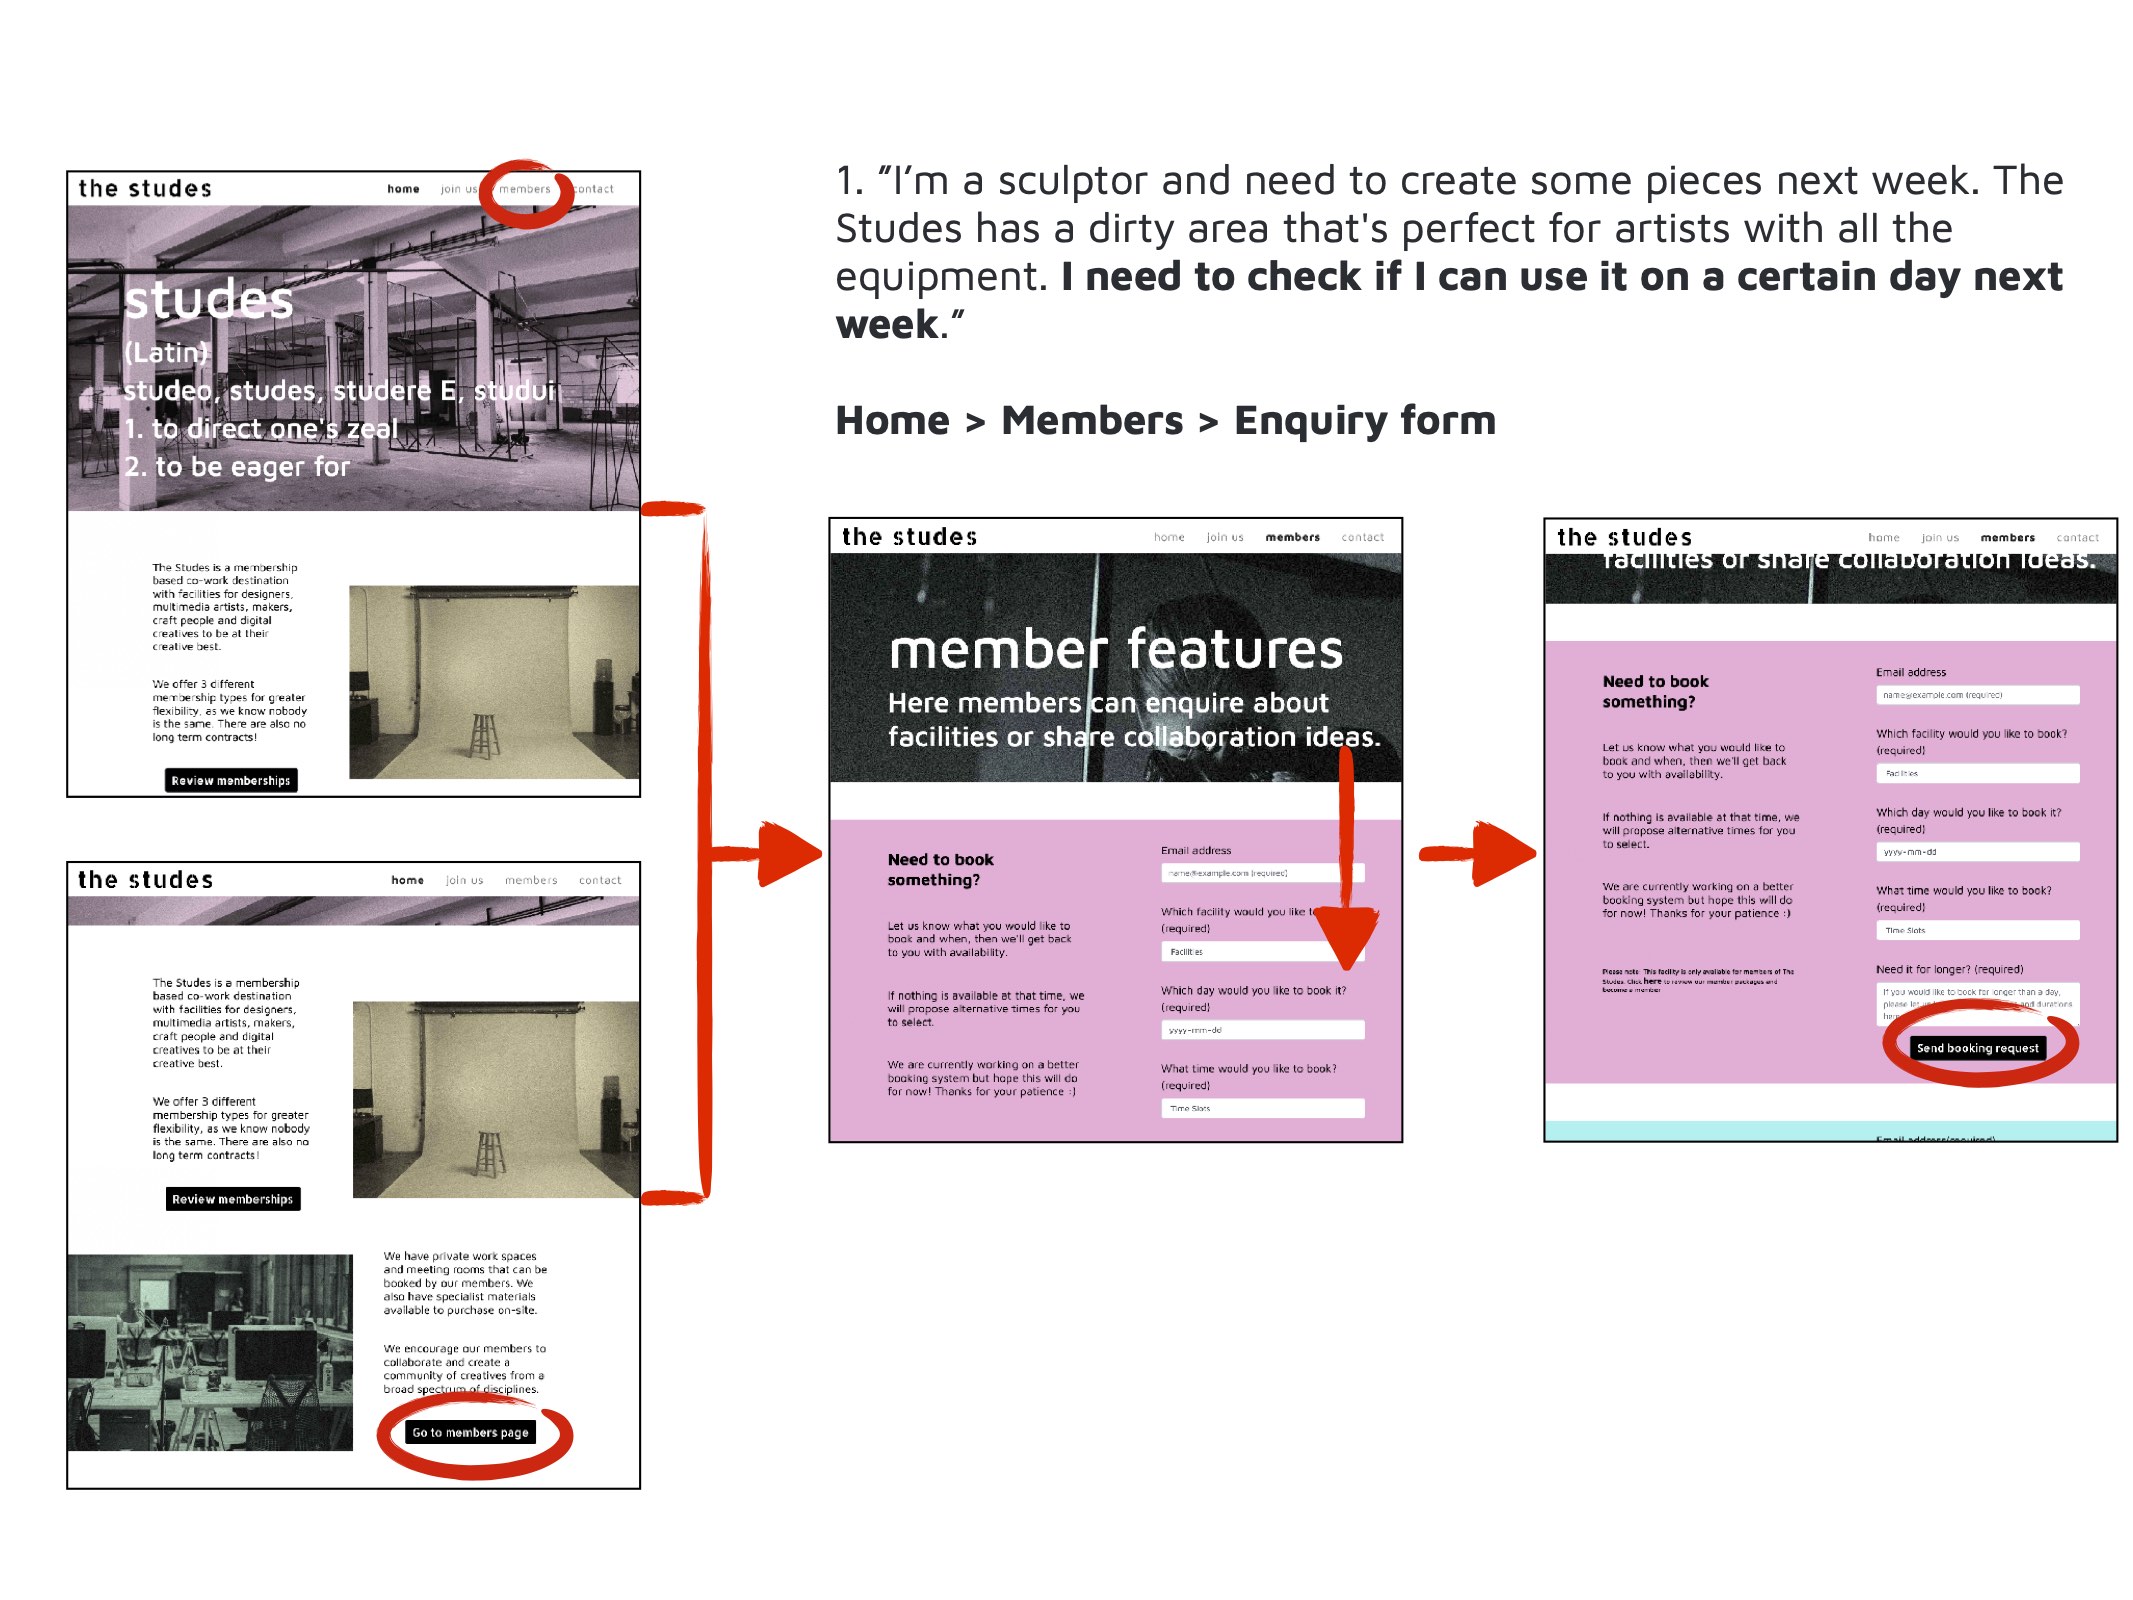 the studes
home join us members contact
studes
(Latin)
studeo, studes, studere E, studui
1. to direct one's zeal
2. to be eager for
The Studes is a membership
based co-work destination
with facilities for designers,
multimedia artists, makers,
craft people and digital
creatives to be at their
creative best.
We offer 3 different
membership types for greater
flexibility, as we know nobody
is the same. There are also no
long term contracts!
Review memberships
the studes
home join us members contact
The Studes is a membership
based co-work destination
with facilities for designers,
multimedia artists, makers,
craft people and digital
creatives to be at their
creative best.
We offer 3 different
membership types for greater
flexibility, as we know nobody
is the same. There are also no
long term contracts!
Review memberships
We have private work spaces
and meeting rooms that can be
booked by our members. We
also have specialist materials
available to purchase on-site.
We encourage our members to
collaborate and create a
community of creatives from a
broad spectrum of disciplines.
Go to members page
1. "I'm a sculptor and need to create some pieces next week. The
Studes has a dirty area that's perfect for artists with all the
equipment. I need to check if I can use it on a certain day next
week."
Home > Members > Enquiry form
the studes
home join us members contact
member features
Here members can enquire about
facilities or share collaboration ideas.
Need to book
something?
Let us know what you would like to
book and when, then we'll get back
to you with availability.
If nothing is available at that time, we
will propose alternative times for you
to select.
We are currently working on a better
booking system but hope this will do
for now! Thanks for your patience :)
Email address
name@example.com (required)
Which facility would you like t
(required)
Facilities
Which day would you like to book it?
(required)
yyyy-mm-dd
What time would you like to book?
(required)
Time Slots
the studes
home join us members contact
facilities or share collaboration ideas.
Need to book
something?
Let us know what you would like to
book and when, then we'll get back
to you with availability.
If nothing is available at that time, we
will propose alternative times for you
to select.
We are currently working on a better
booking system but hope this will do
for now! Thanks for your patience :)
Please note: This facility is only available for members of The
Studes. Click here to review our member packages and
become a member
Email address
name@example.com (required)
Which facility would you like to book?
(required)
Facilities
Which day would you like to book it?
(required)
yyyy-mm-dd
What time would you like to book?
(required)
Time Slots
Need it for longer? (required)
If you would like to book for longer than a day,
please let and durations
here
Send booking request
Email address(required)